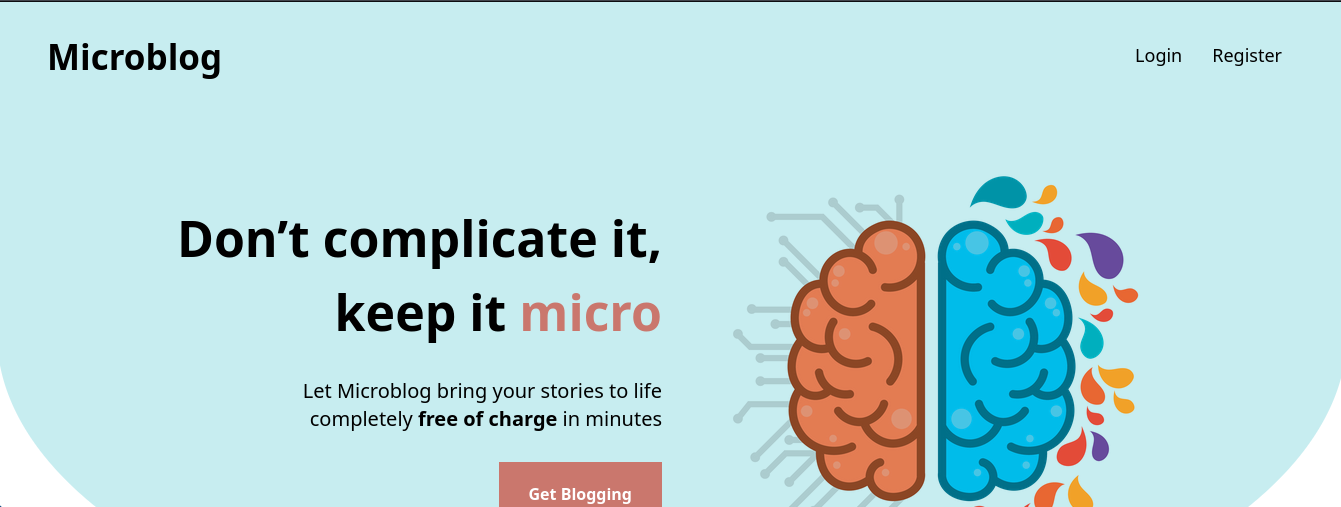 Microblog
Login Register
Don’t complicate it,
keep it micro
Let Microblog bring your stories to life
completely free of charge in minutes
Get Blogging